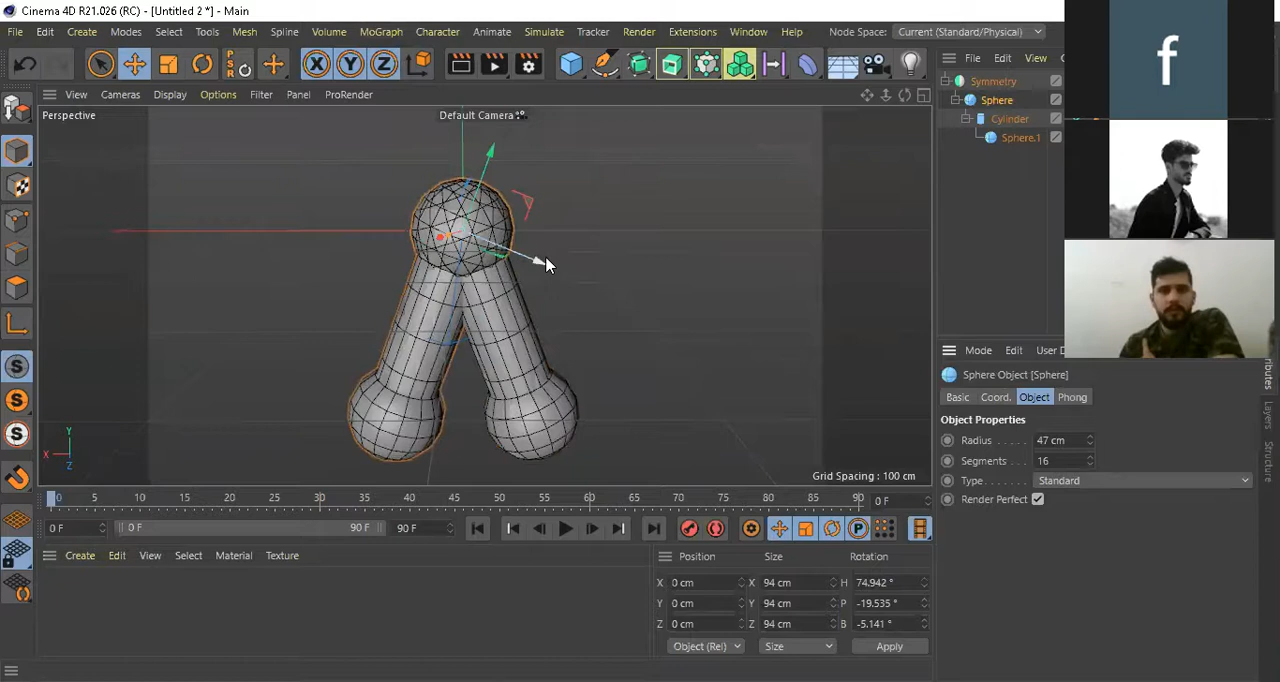 Cinema 4D R21.026 (RC) - [Untitled 2 *] - Main
File Edit Create Modes Select Tools Mesh Spline Volume MoGraph Character Animate Simulate Tracker Render Extensions Window Help Node Space: Current (Standard/Physical)
X Y Z
PSR
File Edit View
f
View Cameras Display Options Filter Panel ProRender
Perspective
Default Camera
Symmetry
Sphere
Cylinder
Sphere.1
Y
X
Z
Grid Spacing : 100 cm
S
S
S
Mode Edit User D
Sphere Object [Sphere]
Basic Coord. Object Phong
Object Properties
Radius . . . . . 47 cm
Segments . . . 16
Type . . . . . . Standard
Render Perfect
Layers
Structure
0 5 10 15 20 25 30 35 40 45 50 55 60 65 70 75 80 85 90 0 F
0 F 0 F 90 F 90 F
P
Create Edit View Select Material Texture
Position Size Rotation
X 0 cm X 94 cm H 74.942 °
Y 0 cm Y 94 cm P -19.535 °
Z 0 cm Z 94 cm B -5.141 °
Object (Rel) Size Apply